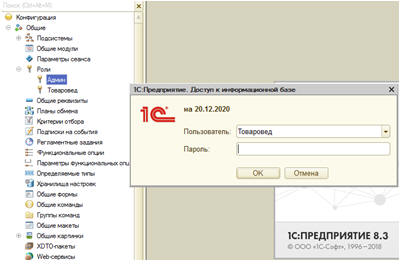 Поиск (Ctrl+Alt+M)
Конфигурация
Общие
Подсистемы
Общие модули
Параметры сеанса
Роли
Админ
Товаровед
Общие реквизиты
Планы обмена
Критерии отбора
Подписки на события
Регламентные задания
Функциональные опции
Параметры функциональных опц
Определяемые типы
Хранилища настроек
Общие формы
Общие команды
Группы команд
Общие макеты
Общие картинки
XDTO-пакеты
Web-сервисы
1С:Предприятие. Доступ к информационной базе
1С
на 20.12.2020
Пользователь:
Товаровед
Пароль:
OK
Отмена
1С:ПРЕДПРИЯТИЕ 8.3
© ООО «1С-Софт», 1996–2018